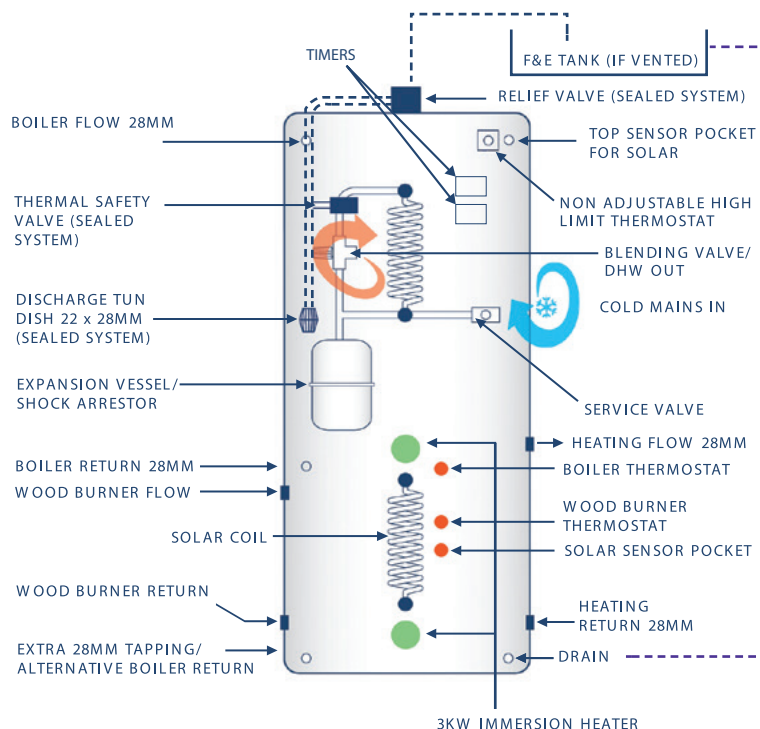 TIMERS
F&E TANK (IF VENTED)
RELIEF VALVE (SEALED SYSTEM)
BOILER FLOW 28MM
TOP SENSOR POCKET
FOR SOLAR
THERMAL SAFETY
VALVE (SEALED
SYSTEM)
NON ADJUSTABLE HIGH
LIMIT THERMOSTAT
BLENDING VALVE/
DHW OUT
DISCHARGE TUN
DISH 22 x 28MM
(SEALED SYSTEM)
COLD MAINS IN
EXPANSION VESSEL/
SHOCK ARRESTOR
SERVICE VALVE
HEATING FLOW 28MM
BOILER RETURN 28MM
BOILER THERMOSTAT
WOOD BURNER FLOW
WOOD BURNER
THERMOSTAT
SOLAR COIL
SOLAR SENSOR POCKET
WOOD BURNER RETURN
HEATING
RETURN 28MM
EXTRA 28MM TAPPING/
ALTERNATIVE BOILER RETURN
DRAIN
3KW IMMERSION HEATER